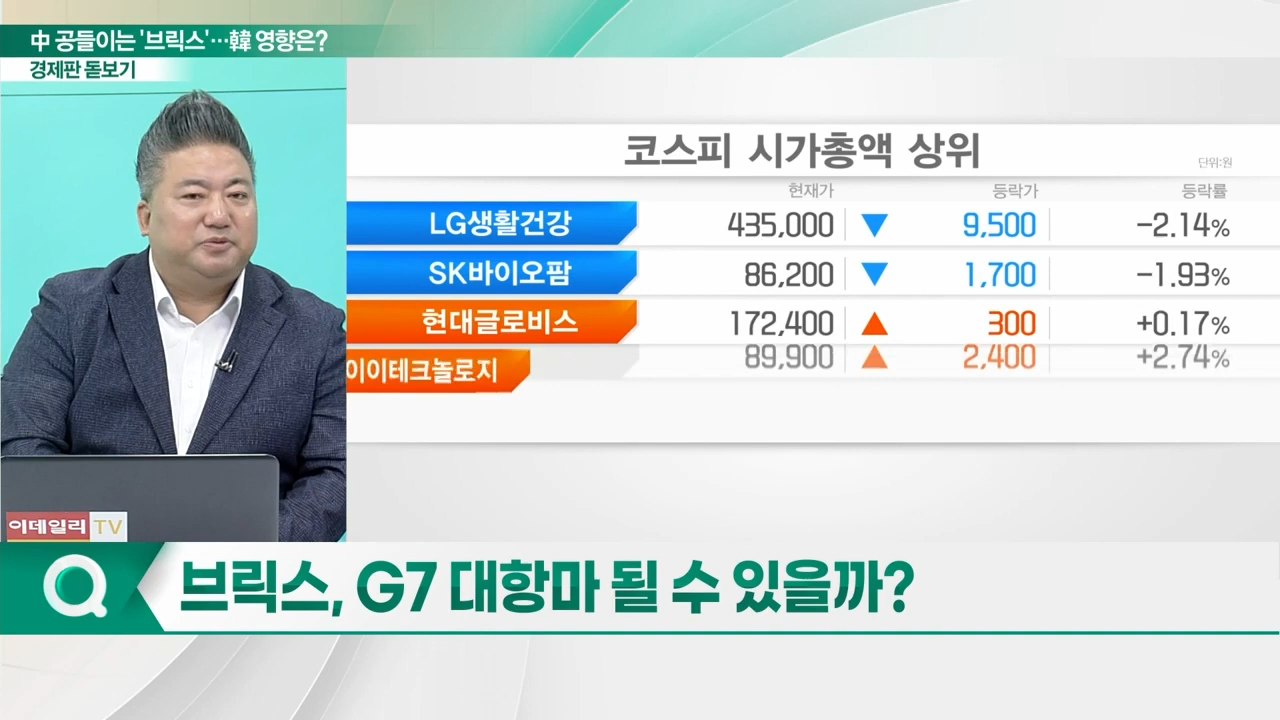 中 공들이는 '브릭스'…韓 영향은?
경제판 돋보기
코스피 시가총액 상위
단위:원
현재가 등락가 등락률
LG생활건강 435,000 ▼ 9,500 -2.14%
SK바이오팜 86,200 ▼ 1,700 -1.93%
현대글로비스 172,400 ▲ 300 +0.17%
이이테크놀로지 89,900 ▲ 2,400 +2.74%
이데일리 TV
브릭스, G7 대항마 될 수 있을까?